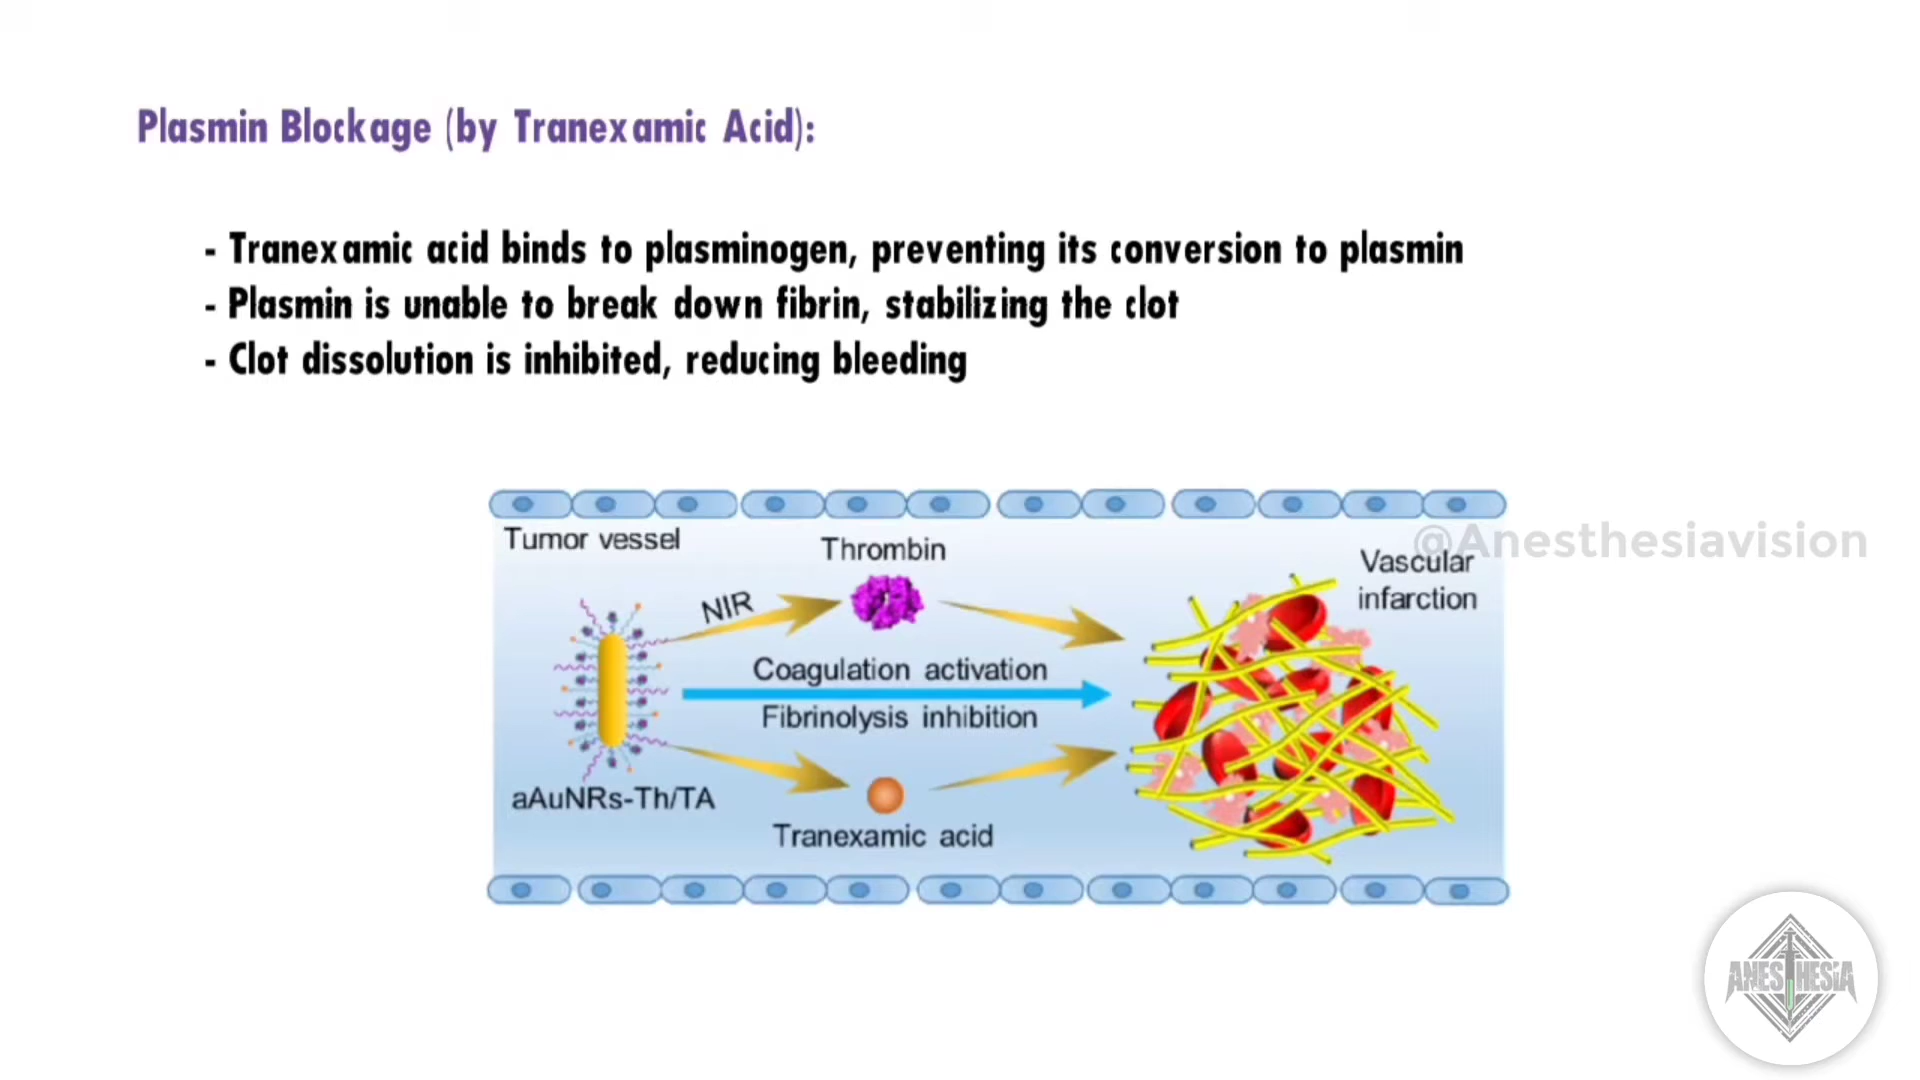 Plasmin Blockage (by Tranexamic Acid):
- Tranexamic acid binds to plasminogen, preventing its conversion to plasmin
- Plasmin is unable to break down fibrin, stabilizing the clot
- Clot dissolution is inhibited, reducing bleeding
Tumor vessel
Thrombin
@Anesthesiavision
Vascular
infarction
NIR
Coagulation activation
Fibrinolysis inhibition
aAuNRs-Th/TA
Tranexamic acid
ANESTHESIA